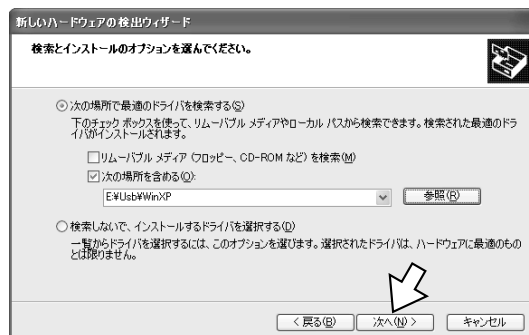 新しいハードウェアの検出ウィザード
検索とインストールのオプションを選んでください。
次の場所で最適のドライバを検索する(S)
下のチェック ボックスを使って、リムーバブル メディアやローカル パスから検索できます。検索された最適のドラ
イバがインストールされます。
リムーバブル メディア (フロッピー、CD-ROM など) を検索(M)
次の場所を含める(O):
E:¥Usb¥WinXP
参照(R)
検索しないで、インストールするドライバを選択する(D)
一覧からドライバを選択するには、このオプションを選びます。選択されたドライバは、ハードウェアに最適のもの
とは限りません。
< 戻る(B)
次へ(N) >
キャンセル